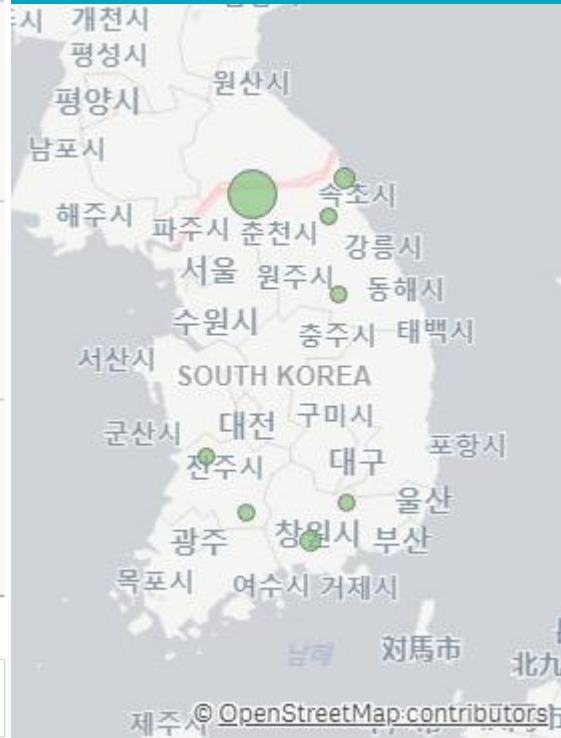 개천시
평성시
원산시
평양시
남포시
속초시
해주시
파주시 춘천시
강릉시
서울 원주시
동해시
수원시
충주시 태백시
서산시
SOUTH KOREA
대전 구미시
군산시
포항시
전주시
대구
울산
광주
창원시 부산
목포시 여수시 거제시
남해
対馬市
北九
제주시
© OpenStreetMap contributors